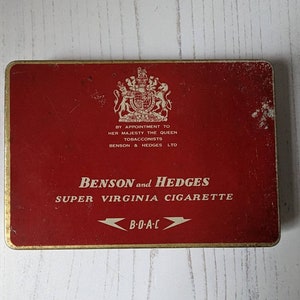 BY APPOINTMENT TO
HER MAJESTY THE QUEEN
TOBACCONISTS
BENSON & HEDGES LTD
BENSON and HEDGES
SUPER VIRGINIA CIGARETTE
B·O·A·C